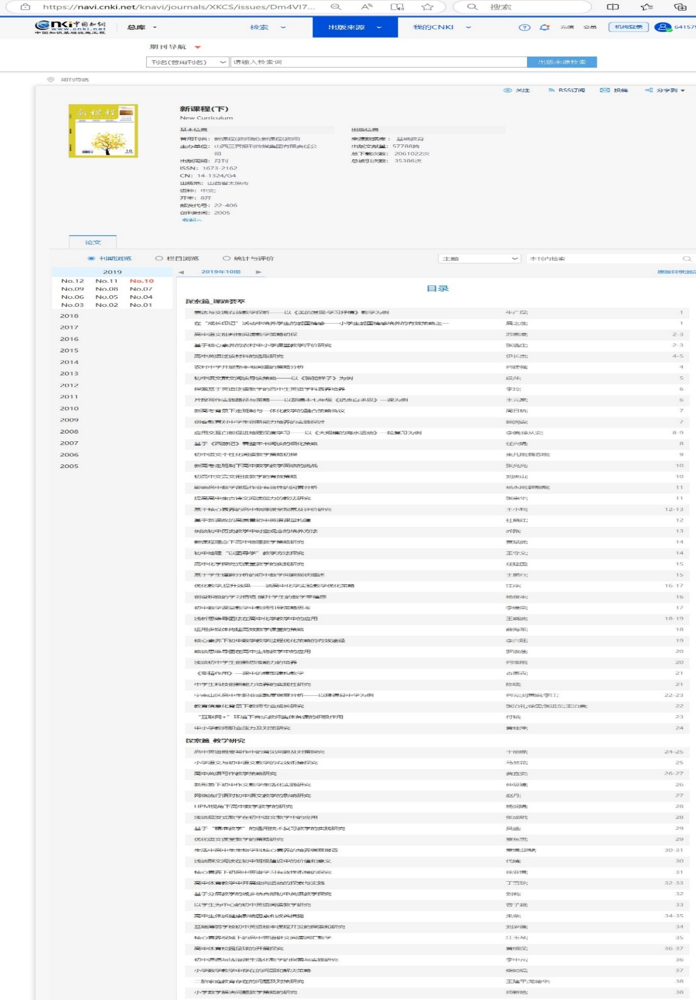 https://navi.cnki.net/knavi/journals/XKCS/issues/Dm4VI7... 搜索
cnki 中国知网
www.cnki.net
中国知识基础设施工程
总库 检索 出版来源 我的CNKI 充值 会员 机构登录 641579
期刊导航
刊名(曾用刊名) 请输入检索词 出版来源检索
期刊导航
关注 RSS订阅 投稿 分享到
新课程
新课程(下)
New Curriculum
基本信息 出版信息
曾用刊名：新课程(教师版);新课程(教师) 来源数据库：基础教育
主办单位：山西三晋报刊传媒集团有限责任公 出版文献量：57788篇
司 总下载次数：2061022次
出版周期：月刊 总被引次数：35386次
ISSN：1673-2162
CN：14-1324/G4
出版地：山西省太原市
语种：中文;
开本：8开
邮发代号：22-406
创刊时间：2005
收起
论文
刊期浏览 栏目浏览 统计与评价 主题 本刊内检索
2019 2019年10期 原版目录浏览
No.12 No.11 No.10
No.09 No.08 No.07
No.06 No.05 No.04
No.03 No.02 No.01
2018
2017
2016
2015
2014
2013
2012
2011
2010
2009
2008
2007
2006
2005
目录
探索篇_课题荟萃
表达与交流有效教学探析——以《美的发现·学习抒情》教学为例 牛广厚; 1
在“成长印记”活动中培养学生的爱国情感——小学生爱国情感培养的有效策略之一 展之莲; 1
高中语文批判性阅读教学策略初探 2-3
基于核心素养的农村中小学课堂教学评价研究 张选庄; 2-3
高中英语泛读材料的选取研究 伊长杰; 4-5
农村中学开展整本书阅读的策略分析 何建强; 4
初中语文群文阅读导读策略——以《骆驼祥子》为例 段萍; 5
探索基于英语泛读教学的高中生英语学科素养培养 李玲; 6
片段写作实践路径与策略——以部编本七年级《纪念白求恩》一课为例 王元原; 6
新高考背景下走班制与一体化教学的融合策略刍议 周日桥; 7
创客教育对中学生创新能力培养的实践探讨 7
应用交互白板促进地理深度学习——以《大规模的海水运动》一轮复习为例 李倩;徐从安; 8-9
基于《西游记》看整本书阅读的细化策略 任兴娟; 8
初中语文个性化阅读教学策略初探 朱凡刚;魏若刚; 9
新高考走班制下高中数学教学面临的挑战 张亮亮; 10
初高中文言文衔接教学的有效策略 刘庆山; 10
影响高中数学课后作业有效性的因素分析 11
提高高中生古诗文阅读能力的教法研究 张宗华; 11
基于核心素养的高中物理课堂观察及评价研究 王小利; 12-13
基于新课改的高质量初中英语课堂构建 杜晓红; 12
例谈初中历史教学中时空观念的培养方法 乔路; 13
新课程理念下高中物理教学策略研究 贾斌武; 14
初中地理“以图导学”教学方法探究 王守义; 14
高中化学探究式课堂教学的实践研究 任建国; 15
基于学生错题分析的初中数学问题现状描述 王鹏行; 15
优化教学,提升效果——谈高中化学实验教学优化策略 汪序; 16-17
创设积极的学习情境 提升学生的数学幸福感 杨俊丰; 16
初中数学课堂教学中教师引导策略思考 李维荣; 17
浅析思维导图法在高中化学教学中的应用 王晓波; 18-19
运用多媒体构建高效数学课堂的策略 薛海军; 18
核心素养下初中数学教学过程优化策略的有效途径 李兴旺; 19
略谈思维导图在高中生物教学中的应用 罗淑莲; 20
浅谈初中学生创新思维能力的培养 何维刚; 20
《受精作用》一课中的模型建构教学 占燕青; 21
中学生科技创新能力培养的实践性研究 陈曦; 21
宁南山区高中生职业成熟度调查分析——以隆德县中学为例 22-23
教育信息化背景下教师专业成长研究 张治礼;徐雯;张进东;王治贵; 22
“互联网+”环境下音乐教师集体备课的积极作用 付裕; 23
中小学教师职业压力及对策研究 黄桂萍; 24
探索篇_教学研究
高中英语概要写作中的常见问题及对策探究 于丽娜; 24-25
小学语文与初中语文教学的有效衔接探究 马兰花; 25
高中英语写作教学策略研究 龚直安; 26-27
新形势下初中作文教学生活化实践研究 仲显建; 26
网络流行语对初中语文教学的影响研究 赵丹; 27
HPM视角下高中数学教学的研究 杨润娟; 28
浅谈启发式教学在初中语文教学中的应用 张成明; 28
基于“精准教学”的通用技术复习教学的实践研究 吴盛; 29
优化语文课堂教学的策略研究 贾东思; 29
生活中高中生生物学科核心素养的培养调查报告 30-31
浅谈群文阅读在初中班级建设中的价值和意义 代婧; 30
核心素养下初高中英语学习有效性衔接的探究 徐亚博; 31
高中体育教学中开展定向运动的探索与实践 丁雪珍; 32-33
基于分层教学的城乡结合部初中英语教学探究 刘莉; 32
以学生为中心的初中英语阅读教学研究 曹子超; 33
高中生体质健康影响因素和改善措施 朱荣; 34-35
基础薄弱学校初中英语校本课程开发的探索和研究 刘岁莲; 34
核心素养视域下的高中英语群文阅读词汇教学 江玉琴; 35
高中体育校园足球的开展探究 黄明深; 36-37
初中道德与法治课生活化教学的探索与实践研究 李中元; 36
小学数学教学中存在的问题和解决策略 柴如福; 37
二胎家庭教育存在的问题及对策研究 王建平;龙德华; 38
小学数学解决问题教学策略的研究 师新艳; 38